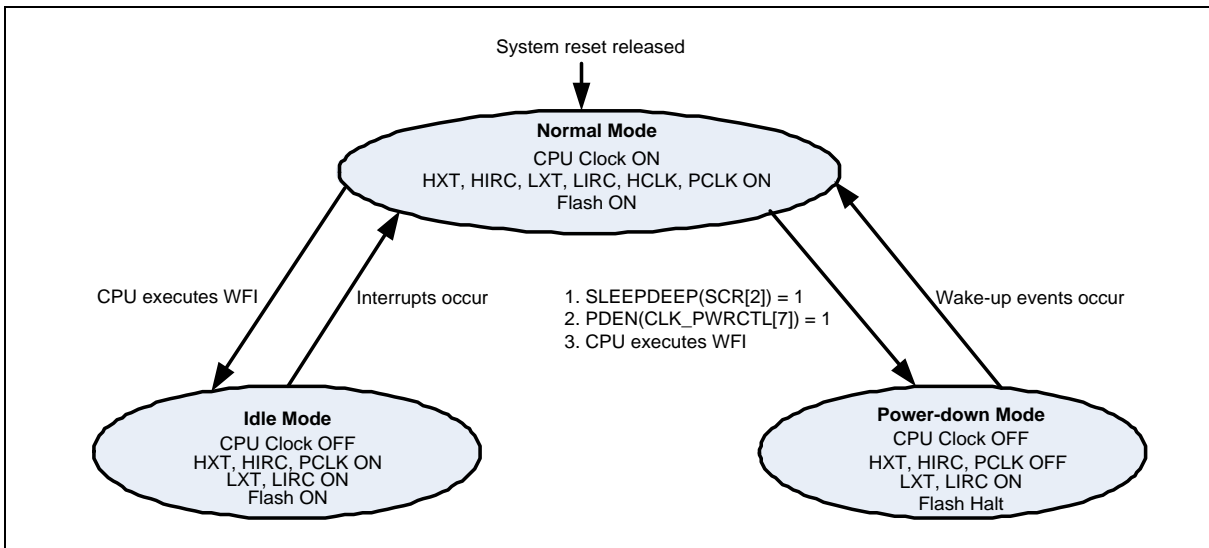 System reset released
Normal Mode
CPU Clock ON
HXT, HIRC, LXT, LIRC, HCLK, PCLK ON
Flash ON
CPU executes WFI
Interrupts occur
1. SLEEPDEEP(SCR[2]) = 1
2. PDEN(CLK_PWRCTL[7]) = 1
3. CPU executes WFI
Wake-up events occur
Idle Mode
CPU Clock OFF
HXT, HIRC, PCLK ON
LXT, LIRC ON
Flash ON
Power-down Mode
CPU Clock OFF
HXT, HIRC, PCLK OFF
LXT, LIRC ON
Flash Halt